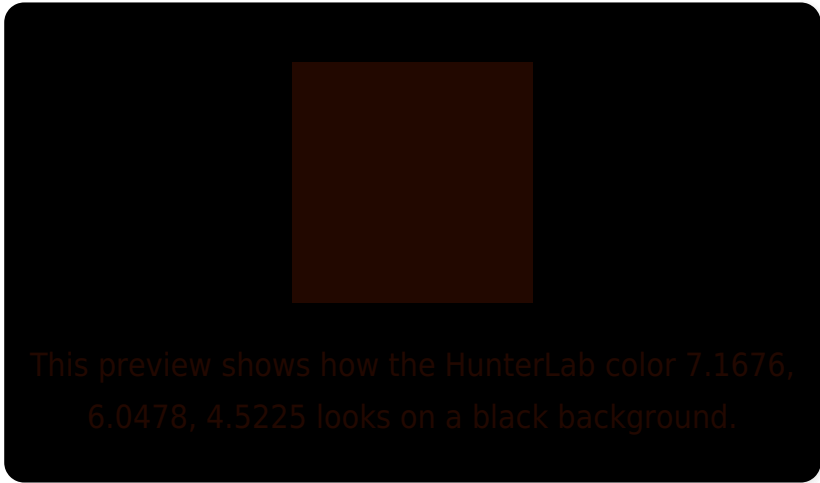 This preview shows how the HunterLab color 7.1676,
6.0478, 4.5225 looks on a black background.